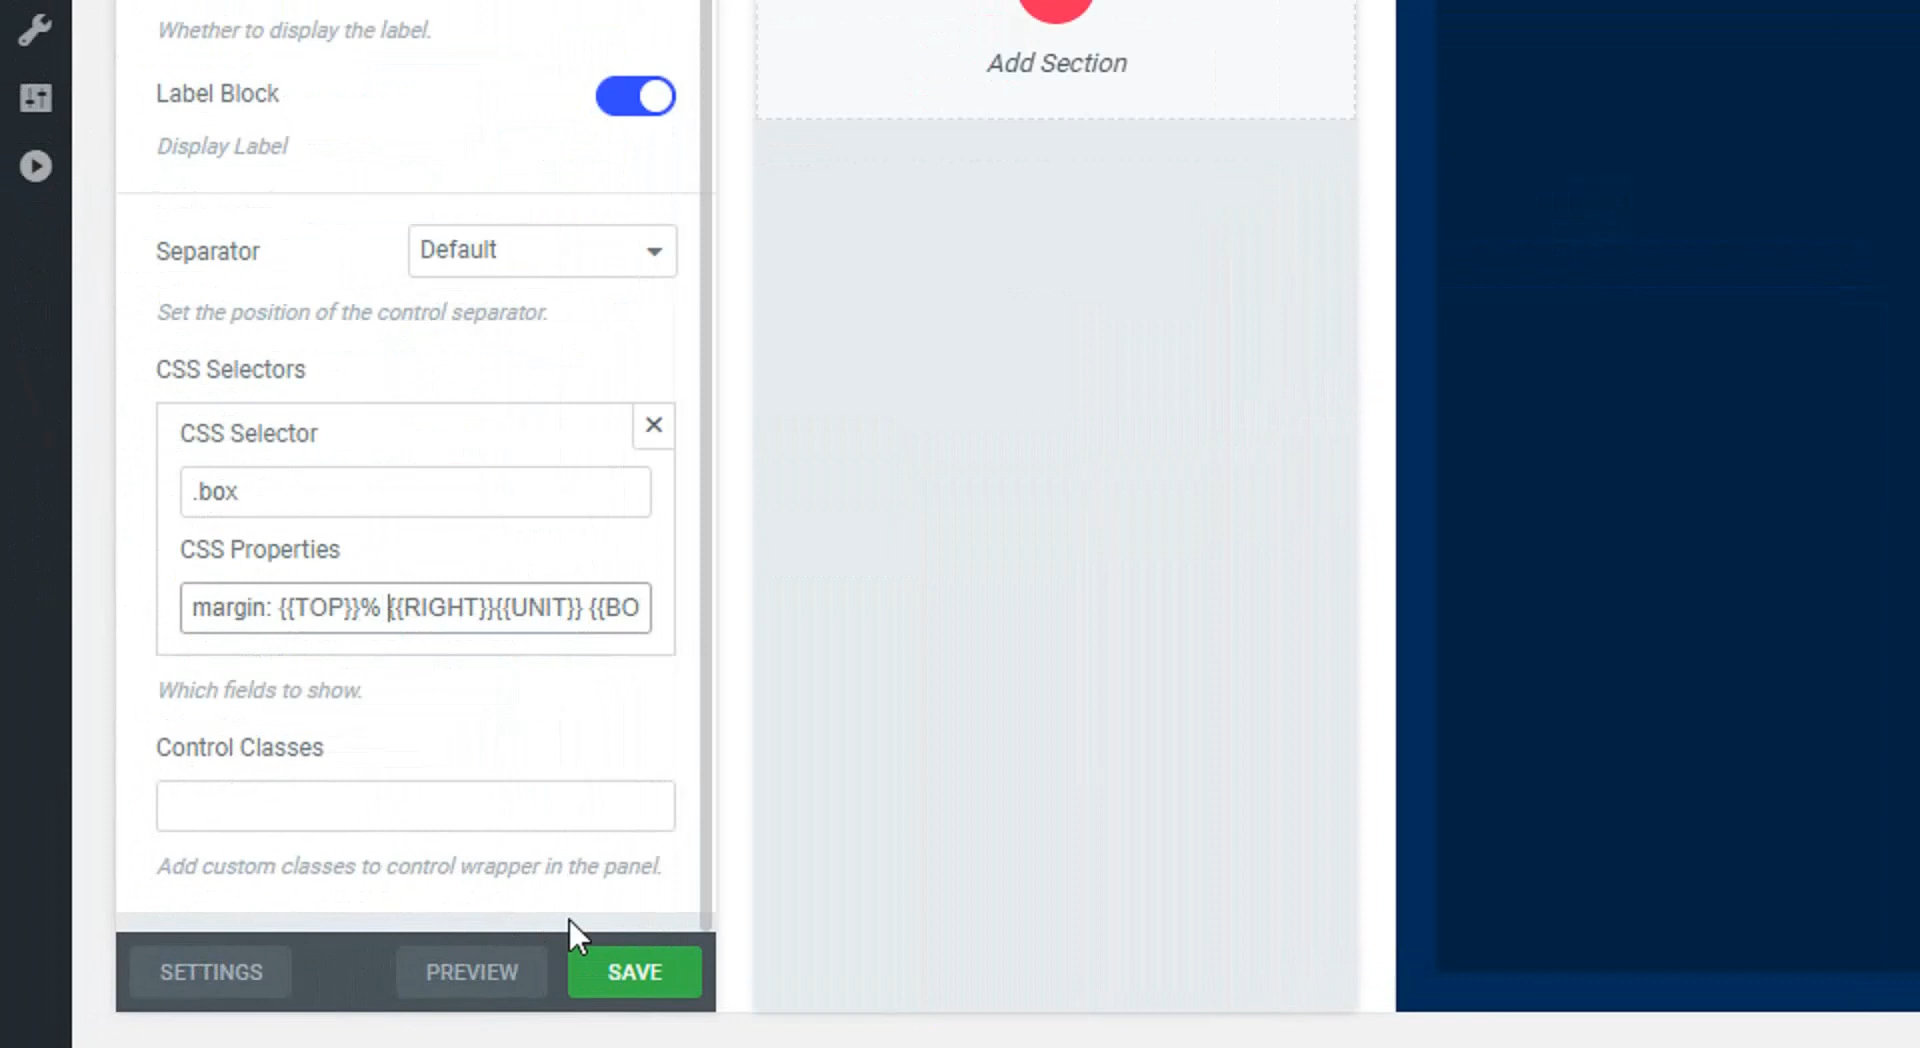 Whether to display the label.
Label Block
Display Label
Separator
Default
Set the position of the control separator.
CSS Selectors
CSS Selector
.box
CSS Properties
margin: {{TOP}}% {{RIGHT}}{{UNIT}} {{BO
Which fields to show.
Control Classes
Add custom classes to control wrapper in the panel.
SETTINGS
PREVIEW
SAVE
Add Section